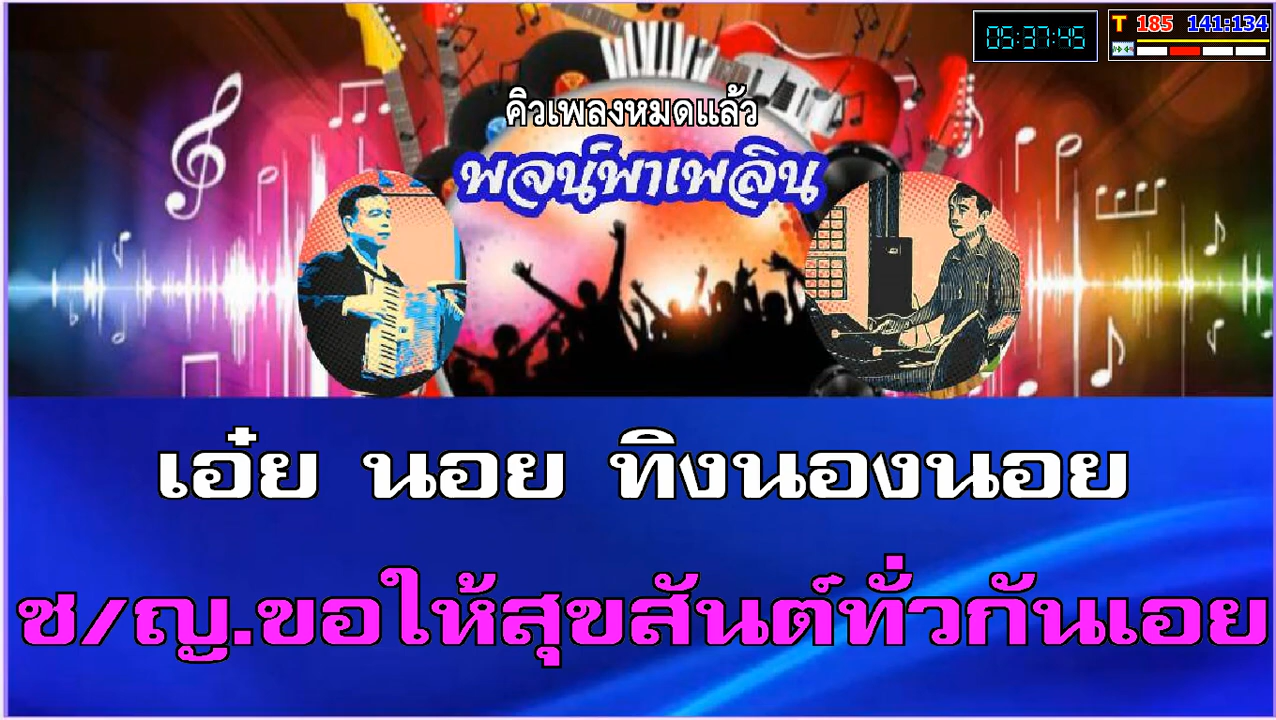 05:37:45
T 185 141:134
คิวเพลงหมดแล้ว
พจน์พาเพลิน
เอ๋ย นอย ทิงนองนอย
ช/ญ.ขอให้สุขสันต์ทั่วกันเอย